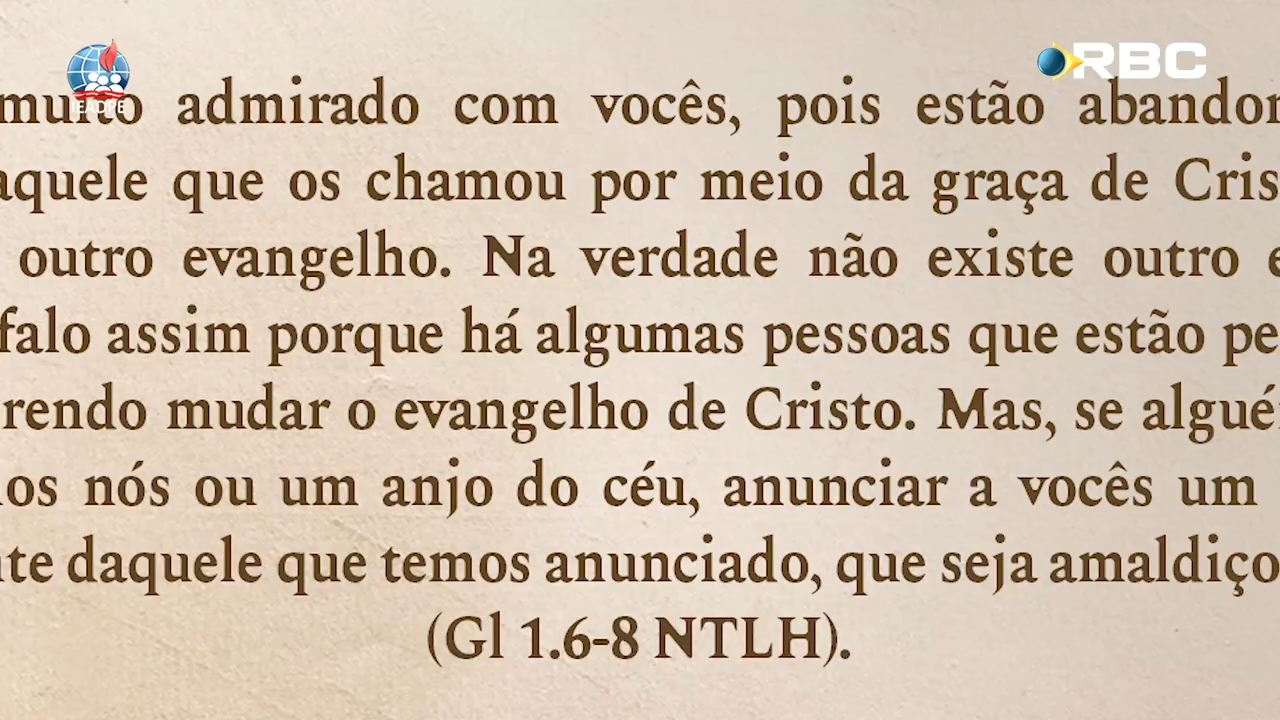 IEADPE
RBC
muito admirado com vocês, pois estão abandon
aquele que os chamou por meio da graça de Cris
outro evangelho. Na verdade não existe outro e
falo assim porque há algumas pessoas que estão pe
rendo mudar o evangelho de Cristo. Mas, se algué
os nós ou um anjo do céu, anunciar a vocês um
nte daquele que temos anunciado, que seja amaldiço
(Gl 1.6-8 NTLH).